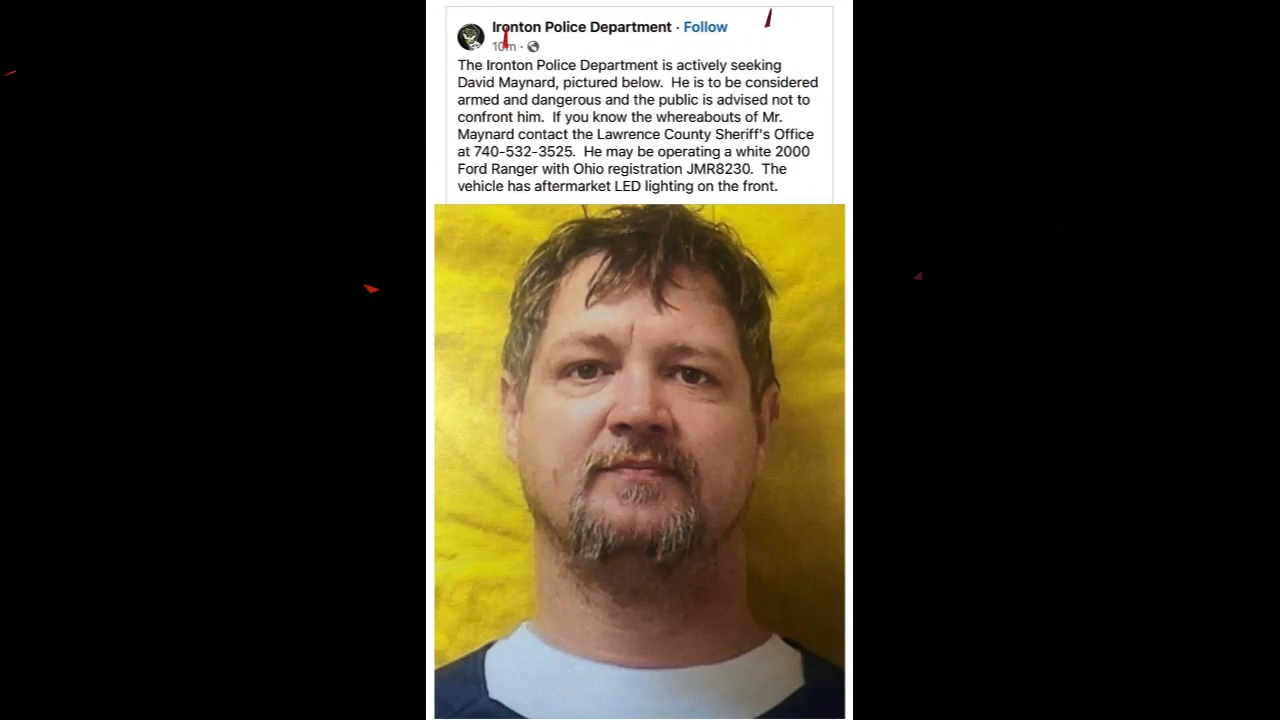 Ironton Police Department · Follow
10m ·
The Ironton Police Department is actively seeking
David Maynard, pictured below.  He is to be considered
armed and dangerous and the public is advised not to
confront him.  If you know the whereabouts of Mr.
Maynard contact the Lawrence County Sheriff's Office
at 740-532-3525.  He may be operating a white 2000
Ford Ranger with Ohio registration JMR8230.  The
vehicle has aftermarket LED lighting on the front.